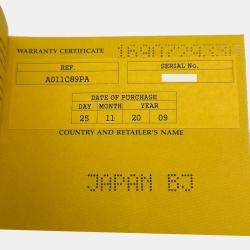 WARRANTY CERTIFICATE
REF. SERIAL No.
A011C89PA
DATE OF PURCHASE
DAY MONTH YEAR
25 11 20 09
COUNTRY AND RETAILER'S NAME
JAPAN BJ